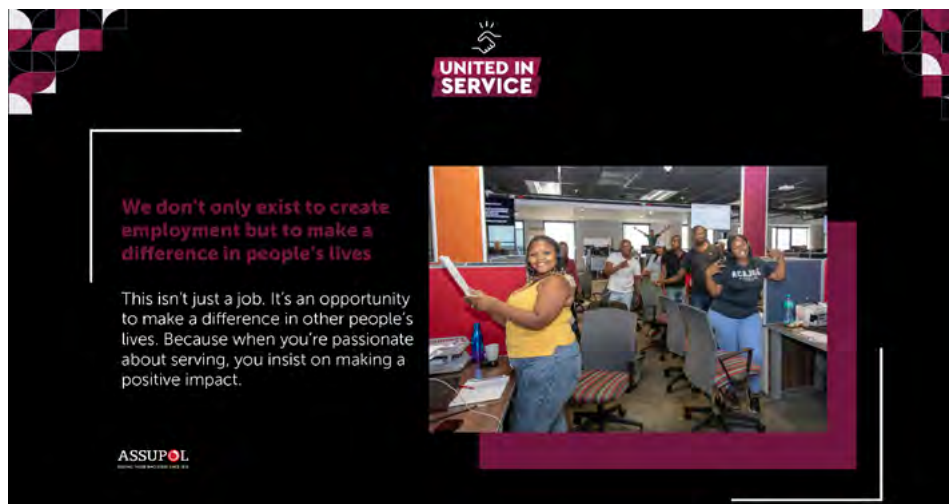 UNITED IN
SERVICE
We don't only exist to create
employment but to make a
difference in people's lives
This isn't just a job. It's an opportunity
to make a difference in other people's
lives. Because when you're passionate
about serving, you insist on making a
positive impact.
ASSUPOL